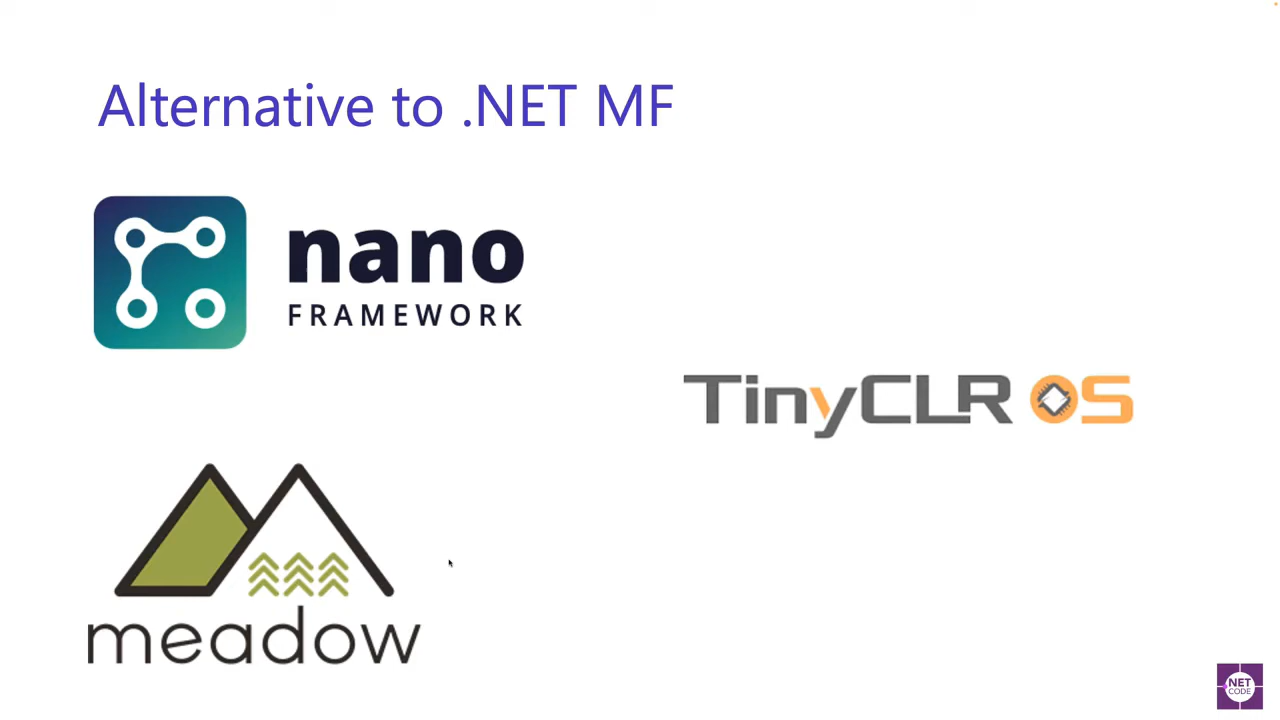 Alternative to .NET MF
nano
FRAMEWORK
TinyCLR OS
meadow
.NET
CODE